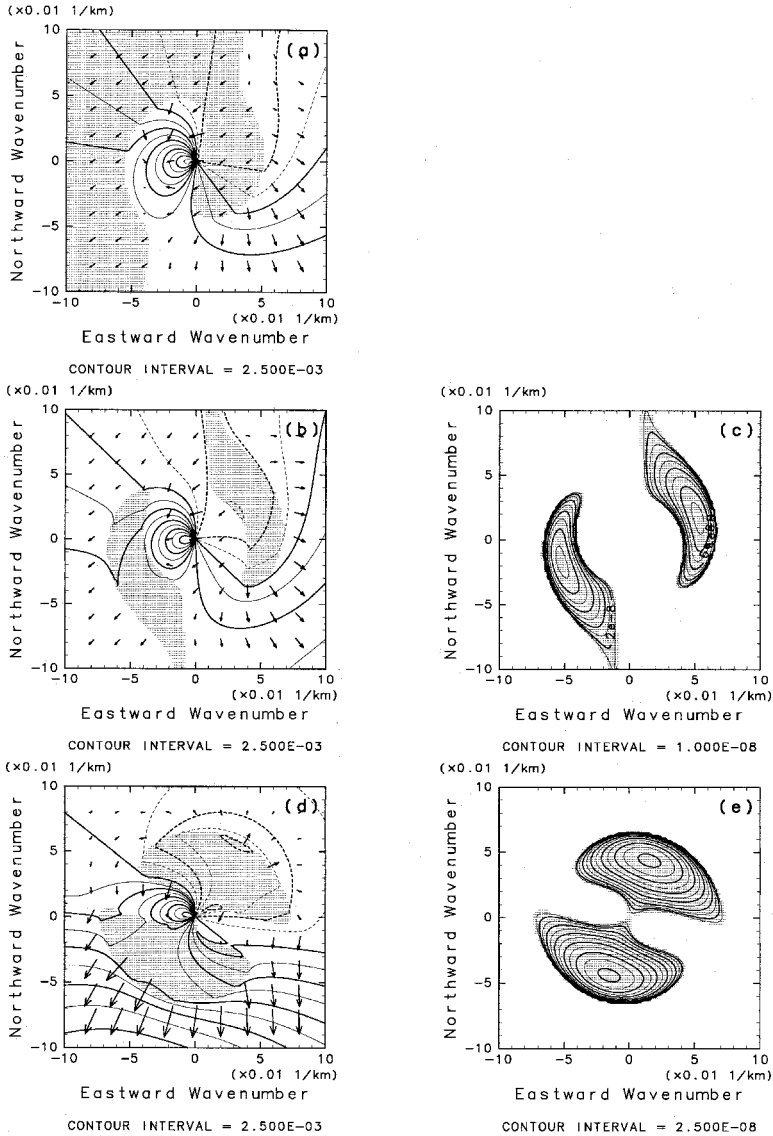 (×0.01 1/km)
(a)
10
5
0
−5
−10
Northward Wavenumber
−10 −5 0 5 10
(×0.01 1/km)
Eastward Wavenumber
CONTOUR INTERVAL = 2.500E−03
(×0.01 1/km)
(b)
10
5
0
−5
−10
Northward Wavenumber
−10 −5 0 5 10
(×0.01 1/km)
Eastward Wavenumber
CONTOUR INTERVAL = 2.500E−03
(×0.01 1/km)
(c)
10
5
0
−5
−10
Northward Wavenumber
2e−8
−10 −5 0 5 10
(×0.01 1/km)
Eastward Wavenumber
CONTOUR INTERVAL = 1.000E−08
(×0.01 1/km)
(d)
10
5
0
−5
−10
Northward Wavenumber
−10 −5 0 5 10
(×0.01 1/km)
Eastward Wavenumber
CONTOUR INTERVAL = 2.500E−03
(×0.01 1/km)
(e)
10
5
0
−5
−10
Northward Wavenumber
−10 −5 0 5 10
(×0.01 1/km)
Eastward Wavenumber
CONTOUR INTERVAL = 2.500E−08